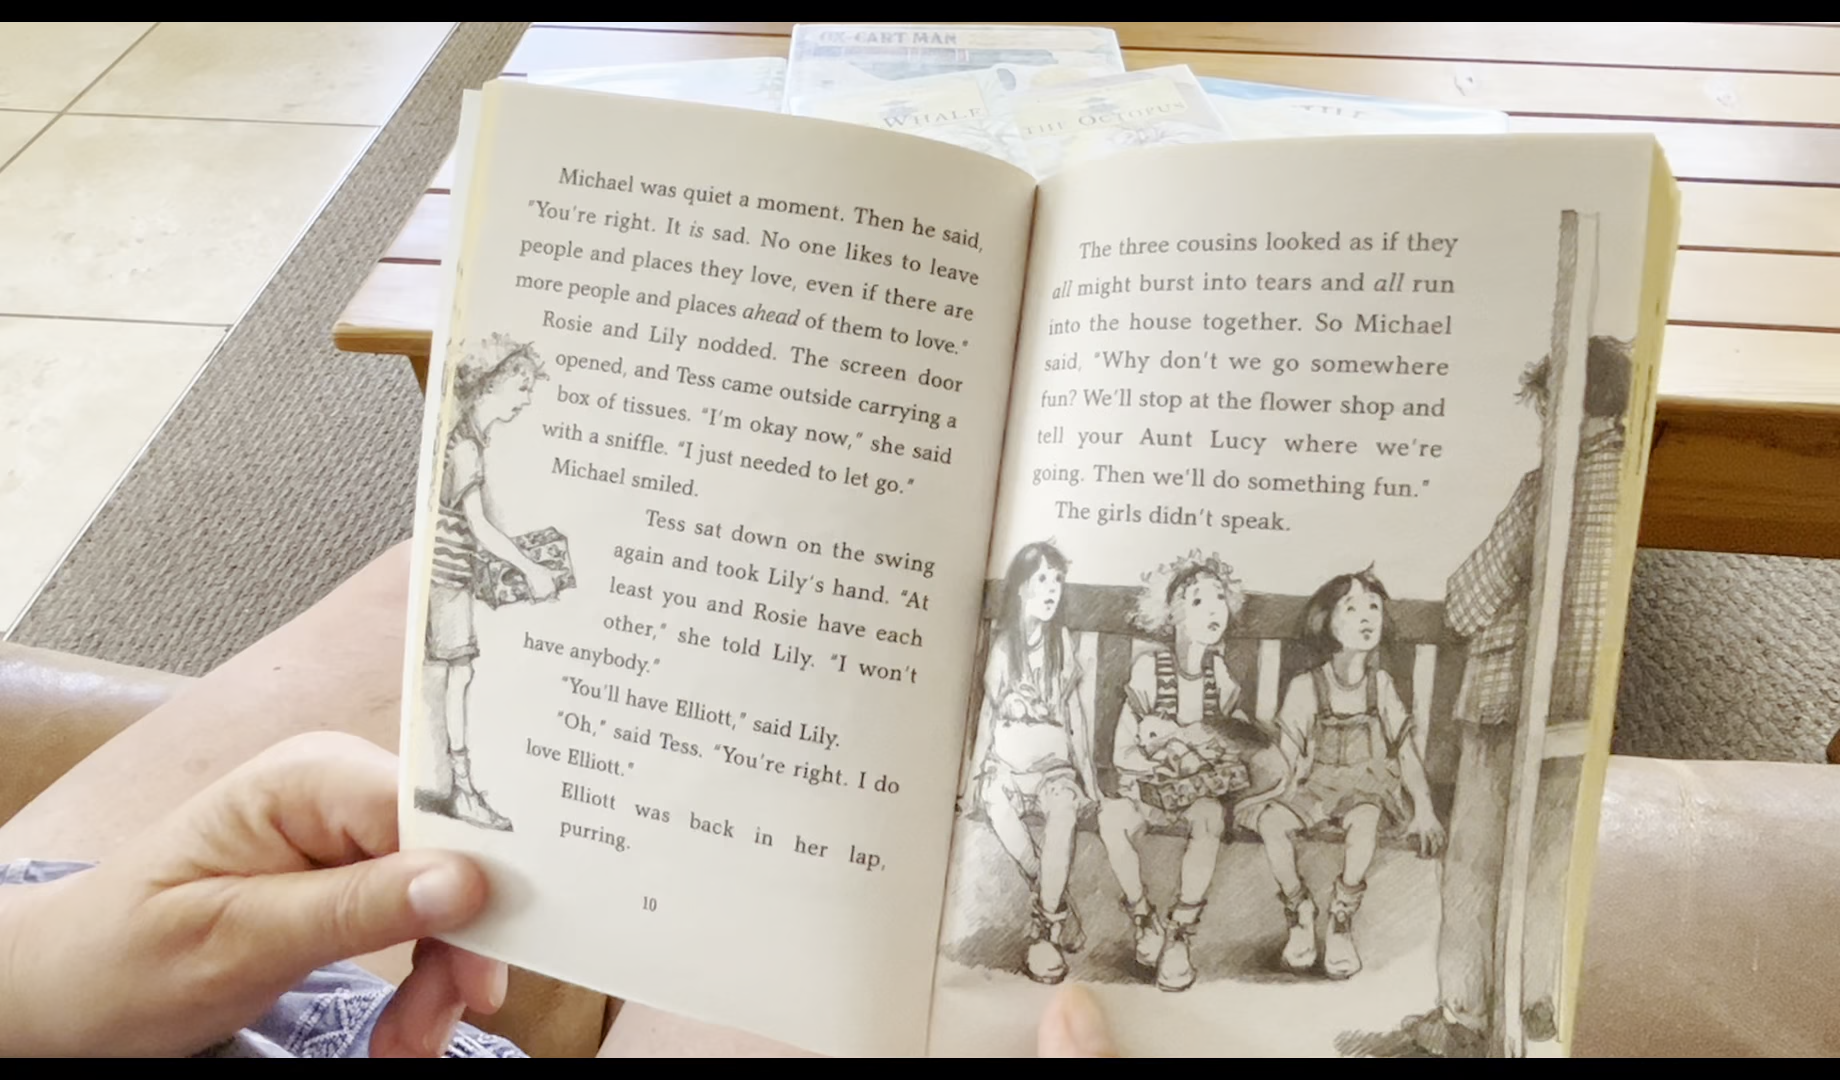 OX-CART MAN
WHALE
THE OCTOPUS
Michael was quiet a moment. Then he said,
"You're right. It is sad. No one likes to leave
people and places they love, even if there are
more people and places ahead of them to love."
Rosie and Lily nodded. The screen door
opened, and Tess came outside carrying a
box of tissues. "I'm okay now," she said
with a sniffle. "I just needed to let go."
Michael smiled.
Tess sat down on the swing
again and took Lily's hand. "At
least you and Rosie have each
other," she told Lily. "I won't
have anybody."
"You'll have Elliott," said Lily.
"Oh," said Tess. "You're right. I do
love Elliott."
Elliott was back in her lap,
purring.
10
The three cousins looked as if they
all might burst into tears and all run
into the house together. So Michael
said, "Why don't we go somewhere
fun? We'll stop at the flower shop and
tell your Aunt Lucy where we're
going. Then we'll do something fun."
The girls didn't speak.